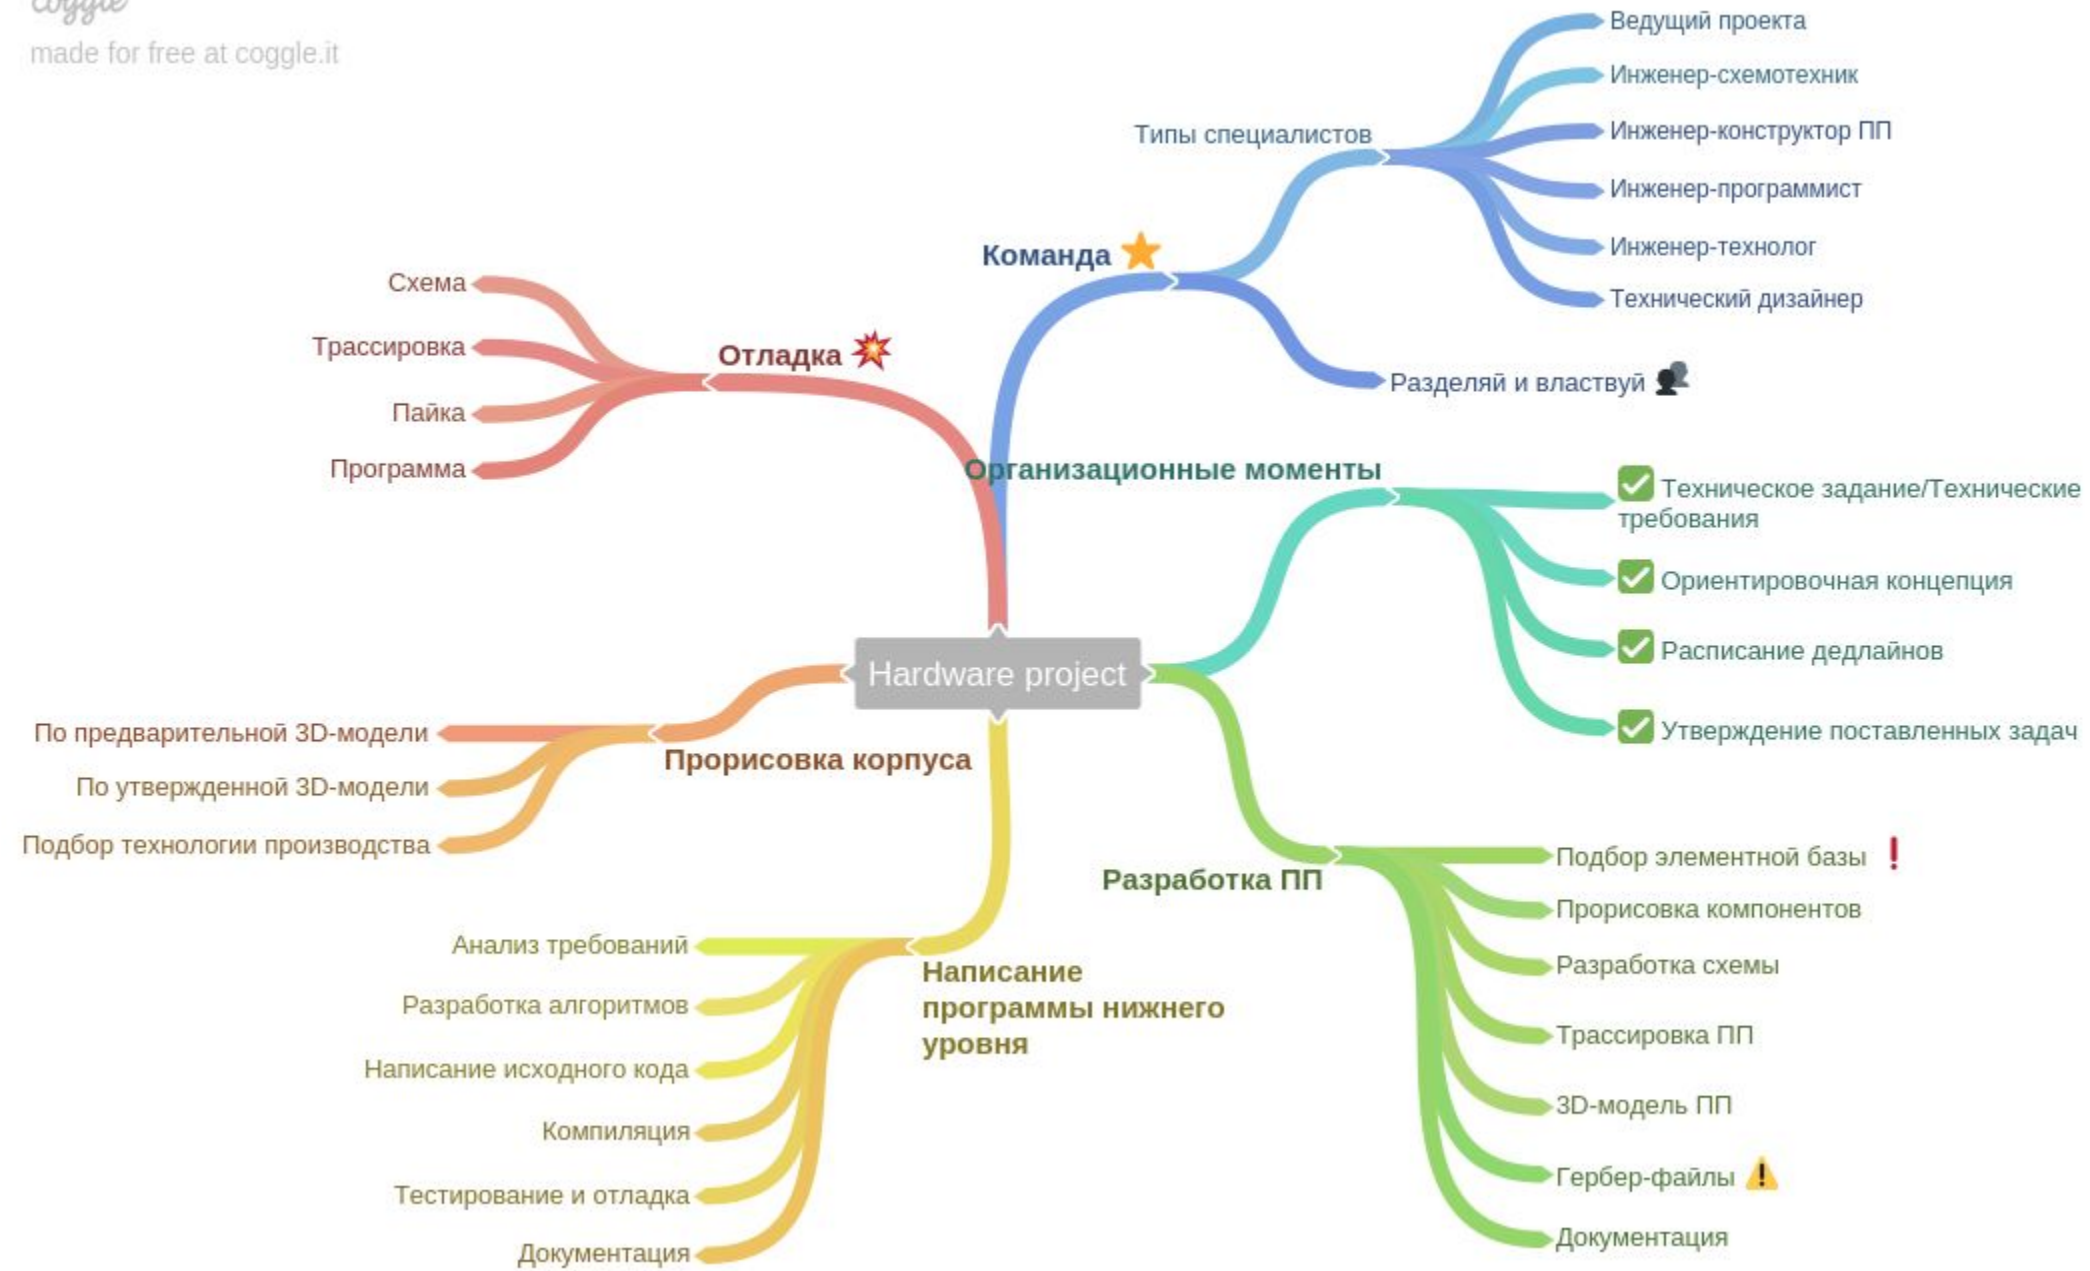 coggle
made for free at coggle.it
Ведущий проекта
Инженер-схемотехник
Типы специалистов
Инженер-конструктор ПП
Инженер-программист
Инженер-технолог
Технический дизайнер
Команда
Разделяй и властвуй
Схема
Трассировка
Отладка
Пайка
Программа
Организационные моменты
Техническое задание/Технические
требования
Ориентировочная концепция
Расписание дедлайнов
Утверждение поставленных задач
Hardware project
По предварительной 3D-модели
Прорисовка корпуса
По утвержденной 3D-модели
Подбор технологии производства
Разработка ПП
Подбор элементной базы
Прорисовка компонентов
Разработка схемы
Трассировка ПП
3D-модель ПП
Гербер-файлы
Документация
Написание
программы нижнего
уровня
Анализ требований
Разработка алгоритмов
Написание исходного кода
Компиляция
Тестирование и отладка
Документация